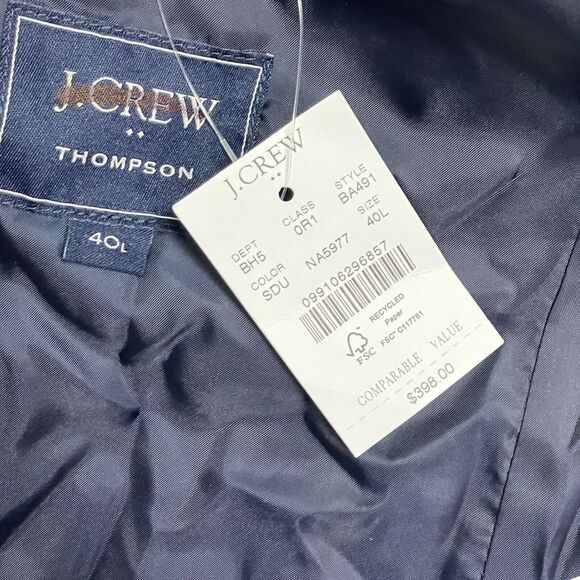 J.CREW
THOMPSON
40L
J.CREW
DEPT CLASS STYLE
BH5 0R1 BA491
COLOR SIZE
SDU NA5977 40L
099106296857
RECYCLED
Paper
FSC® C117761
FSC
COMPARABLE VALUE
$398.00